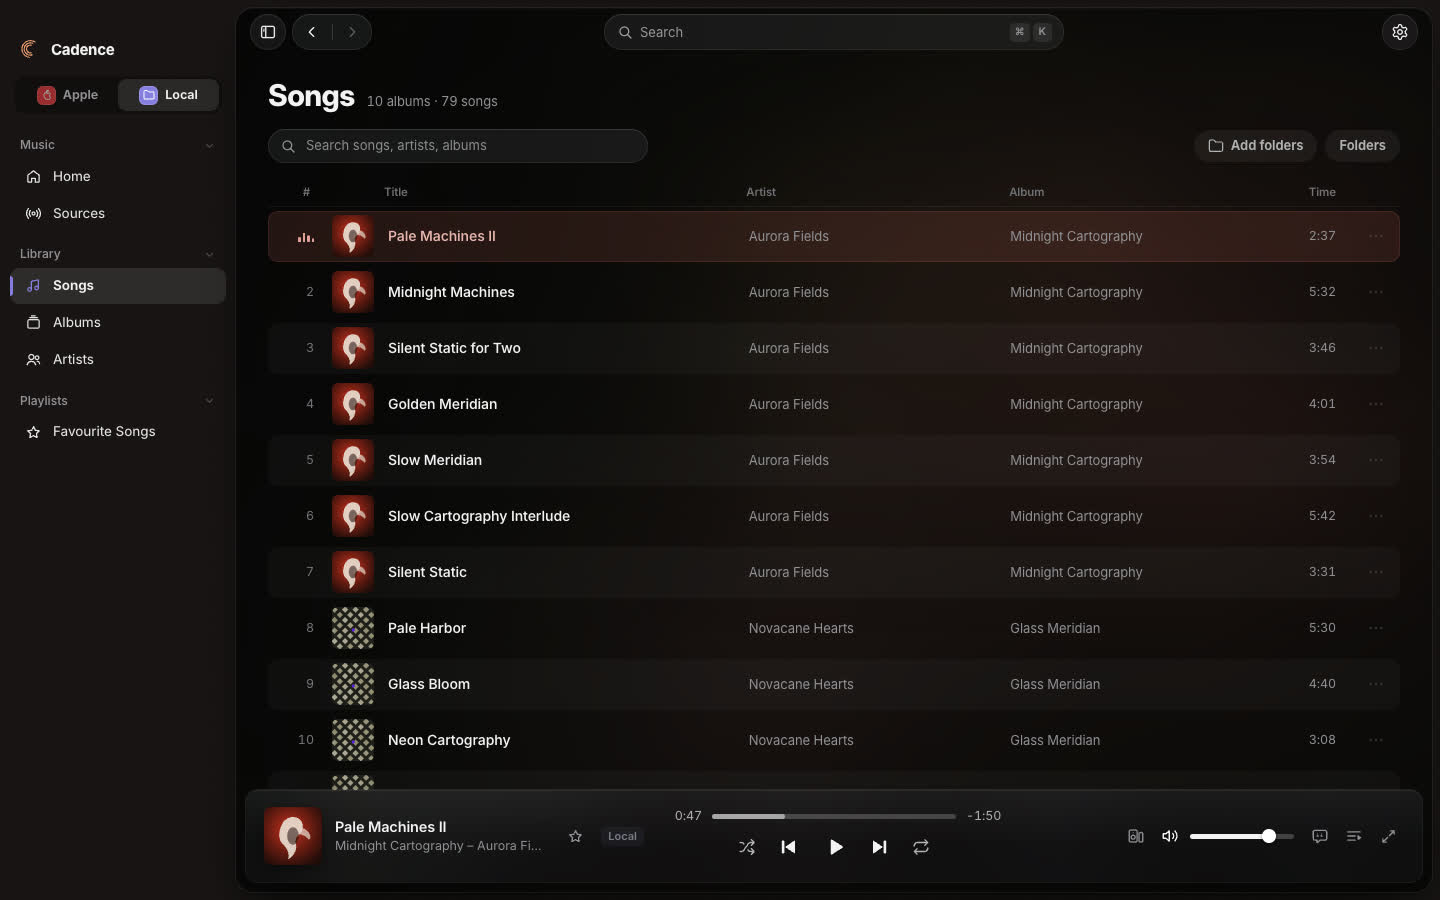 Cadence
Apple Local
Music
Home
Sources
Library
Songs
Albums
Artists
Playlists
Favourite Songs
Search ⌘ K
Songs 10 albums · 79 songs
Search songs, artists, albums
Add folders Folders
# Title Artist Album Time
Pale Machines II Aurora Fields Midnight Cartography 2:37
2 Midnight Machines Aurora Fields Midnight Cartography 5:32
3 Silent Static for Two Aurora Fields Midnight Cartography 3:46
4 Golden Meridian Aurora Fields Midnight Cartography 4:01
5 Slow Meridian Aurora Fields Midnight Cartography 3:54
6 Slow Cartography Interlude Aurora Fields Midnight Cartography 5:42
7 Silent Static Aurora Fields Midnight Cartography 3:31
8 Pale Harbor Novacane Hearts Glass Meridian 5:30
9 Glass Bloom Novacane Hearts Glass Meridian 4:40
10 Neon Cartography Novacane Hearts Glass Meridian 3:08
Pale Machines II
Midnight Cartography – Aurora Fi...
Local
0:47 -1:50